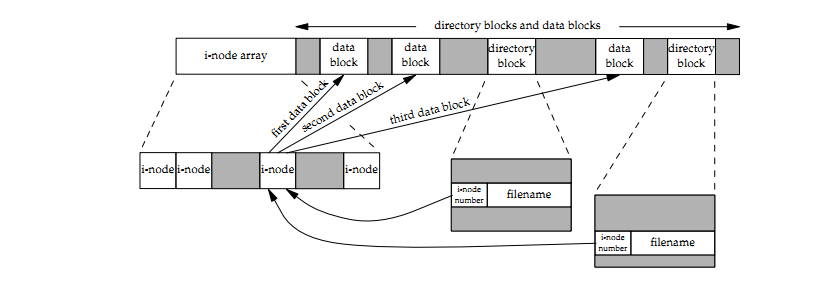 directory blocks and data blocks
i-node array
data
block
data
block
directory
block
data
block
directory
block
first data block
second data block
third data block
i-node
i-node
i-node
i-node
i-node
number
filename
i-node
number
filename